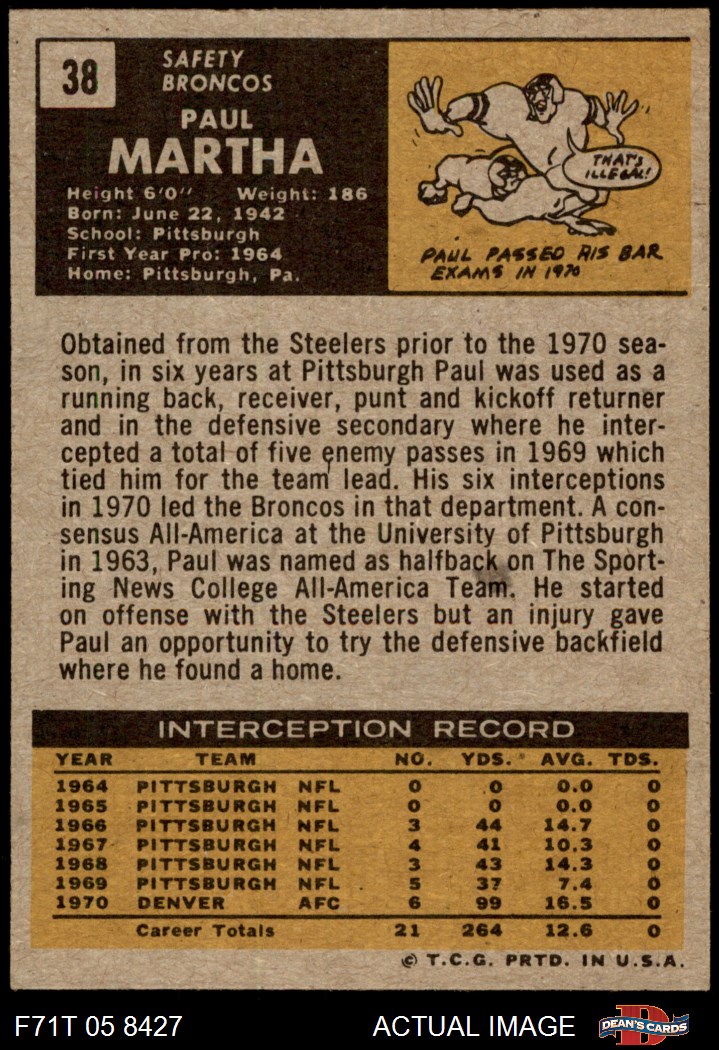 38
SAFETY
BRONCOS
PAUL
MARTHA
Height 6'0" Weight: 186
Born: June 22, 1942
School: Pittsburgh
First Year Pro: 1964
Home: Pittsburgh, Pa.
THAT'S
ILLEGAL!
PAUL PASSED HIS BAR
EXAMS IN 1970
Obtained from the Steelers prior to the 1970 sea-
son, in six years at Pittsburgh Paul was used as a
running back, receiver, punt and kickoff returner
and in the defensive secondary where he inter-
cepted a total of five enemy passes in 1969 which
tied him for the team lead. His six interceptions
in 1970 led the Broncos in that department. A con-
sensus All-America at the University of Pittsburgh
in 1963, Paul was named as halfback on The Sport-
ing News College All-America Team. He started
on offense with the Steelers but an injury gave
Paul an opportunity to try the defensive backfield
where he found a home.
INTERCEPTION RECORD
YEAR TEAM NO. YDS. AVG. TDS.
1964 PITTSBURGH NFL 0 0 0.0 0
1965 PITTSBURGH NFL 0 0 0.0 0
1966 PITTSBURGH NFL 3 44 14.7 0
1967 PITTSBURGH NFL 4 41 10.3 0
1968 PITTSBURGH NFL 3 43 14.3 0
1969 PITTSBURGH NFL 5 37 7.4 0
1970 DENVER AFC 6 99 16.5 0
Career Totals 21 264 12.6 0
© T.C.G. PRTD. IN U.S.A.
F71T 05 8427 ACTUAL IMAGE
D
DEAN'S CARDS